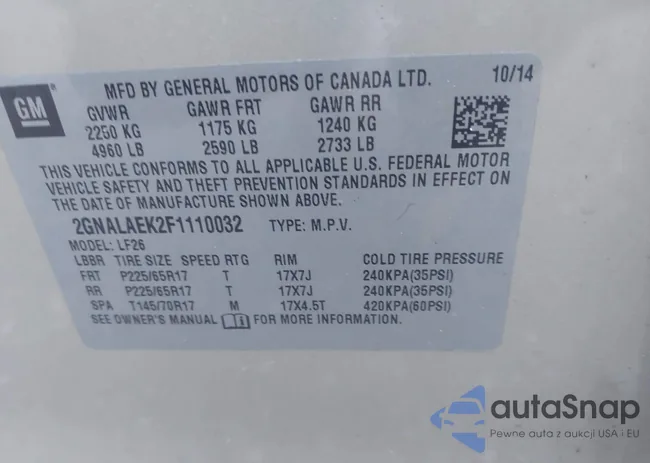 GM
MFD BY GENERAL MOTORS OF CANADA LTD. 10/14
GVWR GAWR FRT GAWR RR
2250 KG 1175 KG 1240 KG
4960 LB 2590 LB 2733 LB
THIS VEHICLE CONFORMS TO ALL APPLICABLE U.S. FEDERAL MOTOR
VEHICLE SAFETY AND THEFT PREVENTION STANDARDS IN EFFECT ON
THE DATE OF MANUFACTURE SHOWN ABOVE.
2GNALAEK2F1110032 TYPE: M.P.V.
MODEL: LF26
LBBR TIRE SIZE SPEED RTG RIM COLD TIRE PRESSURE
FRT P225/65R17 T 17X7J 240KPA(35PSI)
RR P225/65R17 T 17X7J 240KPA(35PSI)
SPA T145/70R17 M 17X4.5T 420KPA(60PSI)
SEE OWNER'S MANUAL FOR MORE INFORMATION.
autoSnap
Pewne auta z aukcji USA i EU